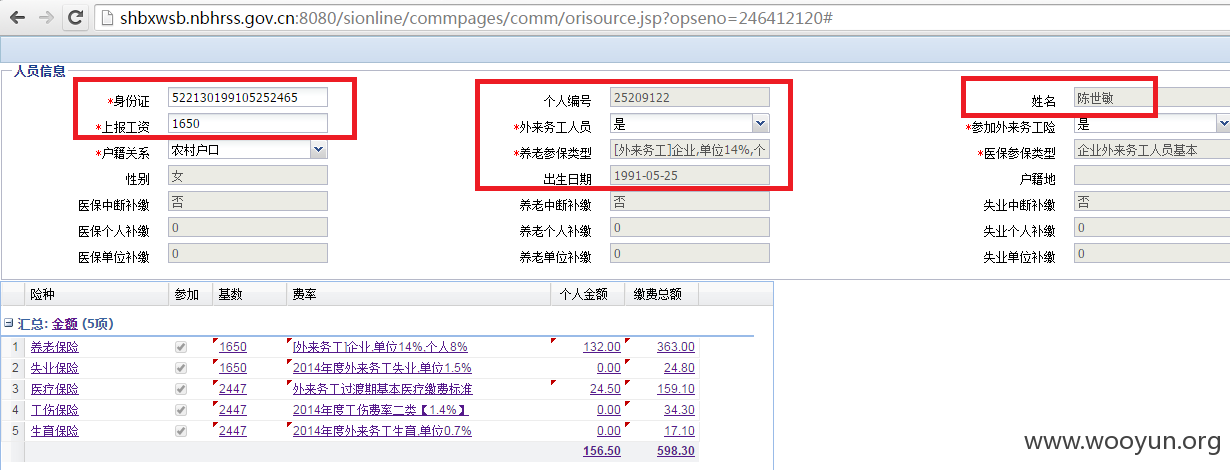 shbxwsb.nbhrss.gov.cn:8080/sionline/commpages/comm/orisource.jsp?opseno=246412120#
人员信息
*身份证 522130199105252465 个人编号 25209122 姓名 陈世敏
*上报工资 1650 *外来务工人员 是 *参加外来务工险 是
*户籍关系 农村户口 *养老参保类型 [外来务工]企业,单位14%,个 *医保参保类型 企业外来务工人员基本
性别 女 出生日期 1991-05-25 户籍地
医保中断补缴 否 养老中断补缴 否 失业中断补缴 否
医保个人补缴 0 养老个人补缴 0 失业个人补缴 0
医保单位补缴 0 养老单位补缴 0 失业单位补缴 0
险种 参加 基数 费率 个人金额 缴费总额
汇总: 金额 (5项)
1 养老保险 1650 [外来务工]企业,单位14%,个人8% 132.00 363.00
2 失业保险 1650 2014年度外来务工失业,单位1.5% 0.00 24.80
3 医疗保险 2447 外来务工过渡期基本医疗缴费标准 24.50 159.10
4 工伤保险 2447 2014年度工伤费率二类【1.4%】 0.00 34.30
5 生育保险 2447 2014年度外来务工生育,单位0.7% 0.00 17.10
156.50 598.30
www.wooyun.org